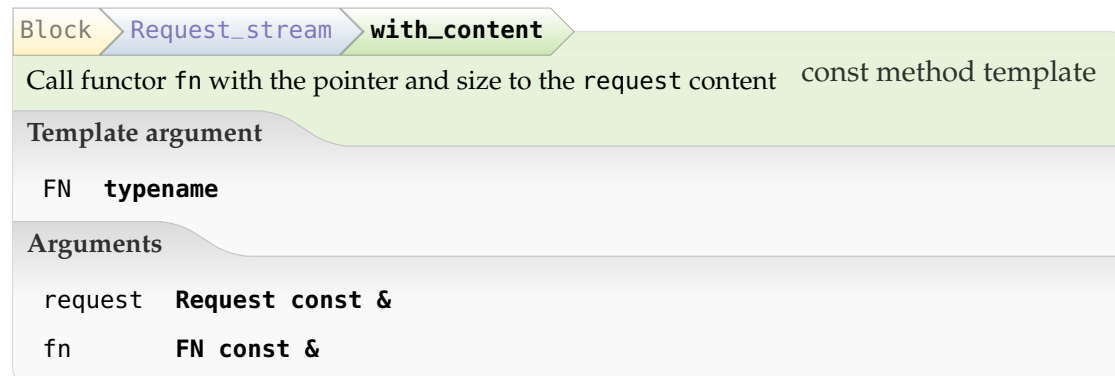 Block Request_stream with_content
Call functor fn with the pointer and size to the request content const method template
Template argument
FN typename
Arguments
request Request const &
fn FN const &